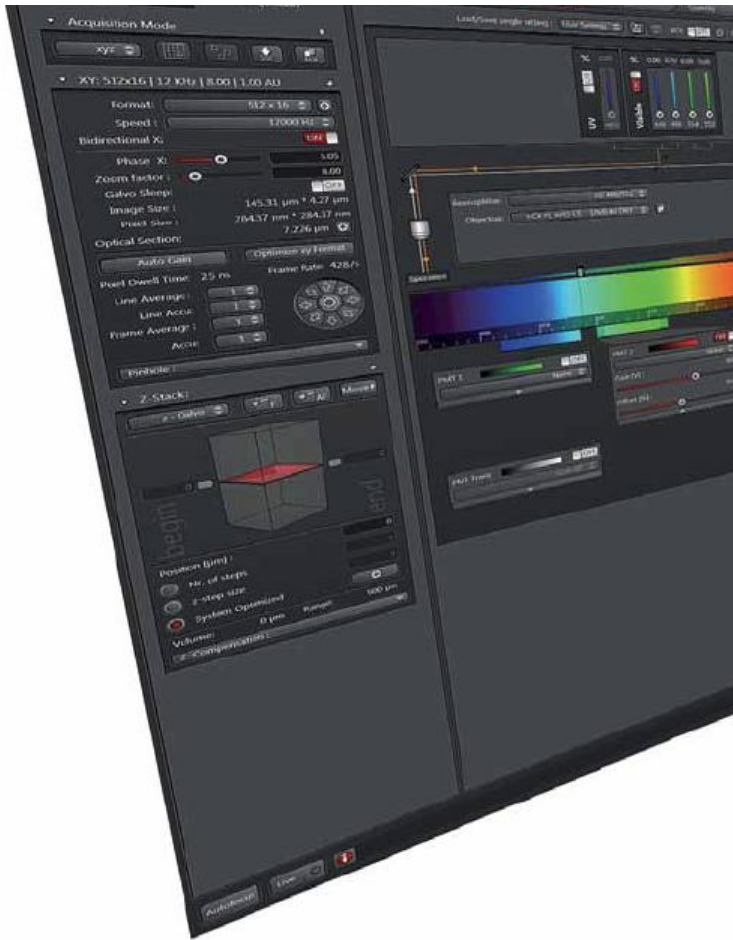 Load/Save single setting :
Acquisition Mode
xyz
XY: 512x16 | 12 KHz | 8.00 | 1.00 AU
Format: 512 x 16
Speed : 12000 Hz
Bidirectional X: ON
Phase X: 5.05
Zoom factor : 8.00
Galvo Sleep: OFF
Image Size : 145.31 µm * 4.27 µm
Pixel Size : 284.37 nm * 284.37 nm
Optical Section: 7.226 µm
Auto Gain
Optimize xy Format
Pixel Dwell Time: 25 ns
Frame Rate 428/s
Line Average: 1
Line Accu: 1
Frame Average : 1
Accu: 1
Pinhole :
Z-Stack:
z - Galvo
Move
begin
end
Position [µm] :
0
Nr. of steps
z-step size
System Optimized
Volume: 0 µm
Range: 500 µm
z-Compensation :
Autofocus
Live
UV
Visible
Objective:
Specimen
PMT 1
None
PMT 2
PMT Trans